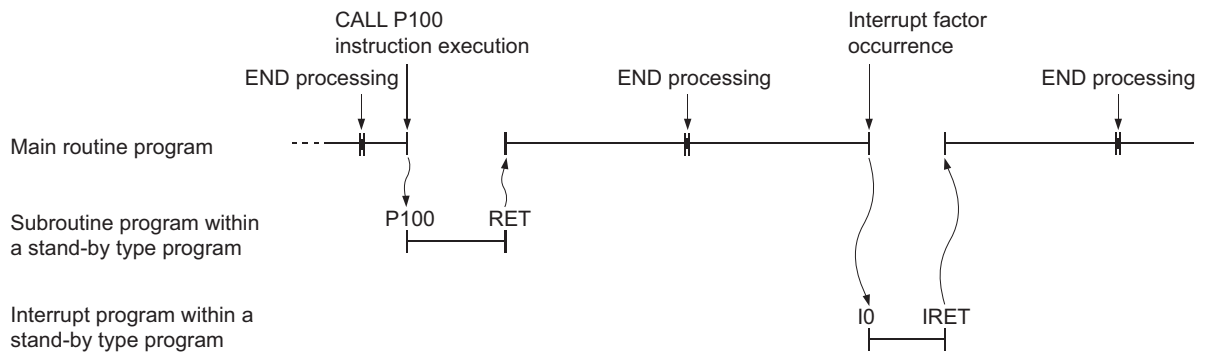 CALL P100
instruction execution
Interrupt factor
occurrence
END processing
END processing
END processing
Main routine program
Subroutine program within
a stand-by type program
P100
RET
Interrupt program within a
stand-by type program
I0
IRET